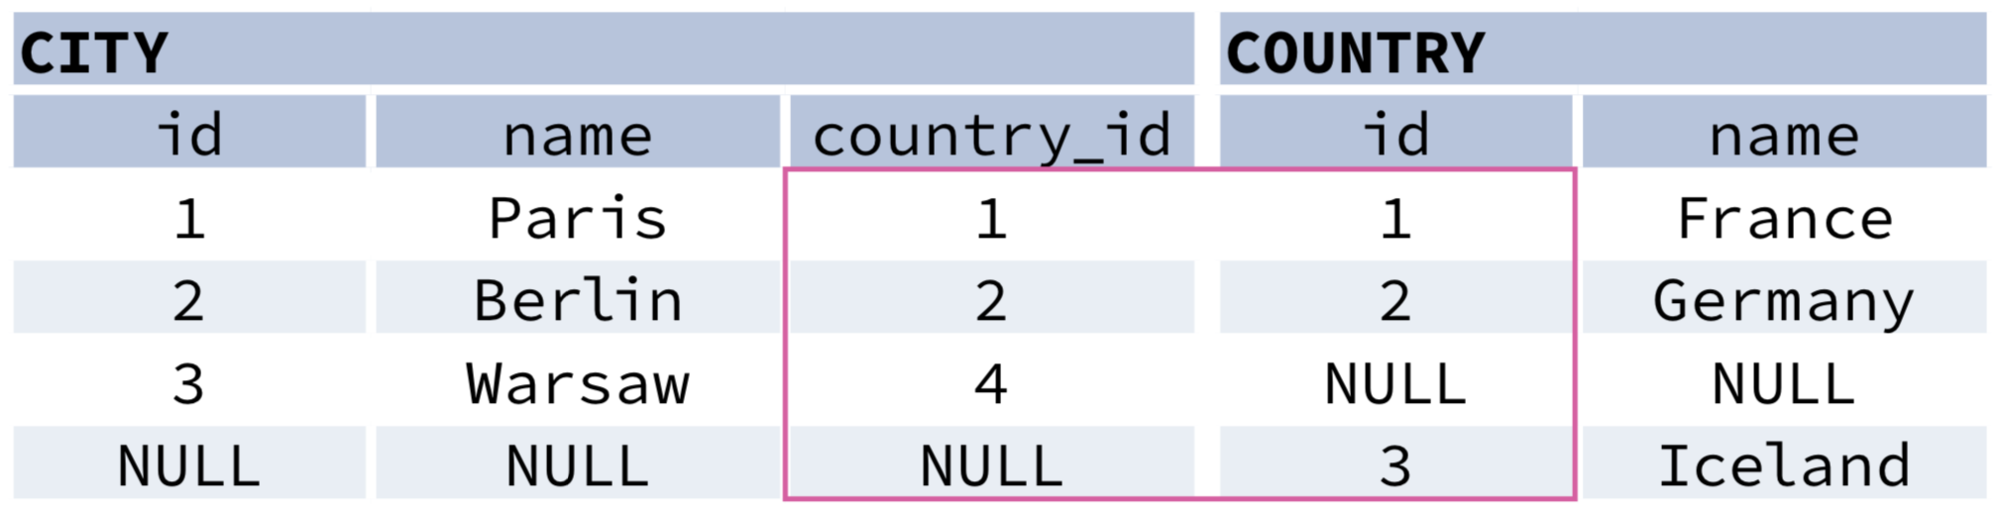 CITY COUNTRY
id name country_id id name
1 Paris 1 1 France
2 Berlin 2 2 Germany
3 Warsaw 4 NULL NULL
NULL NULL NULL 3 Iceland